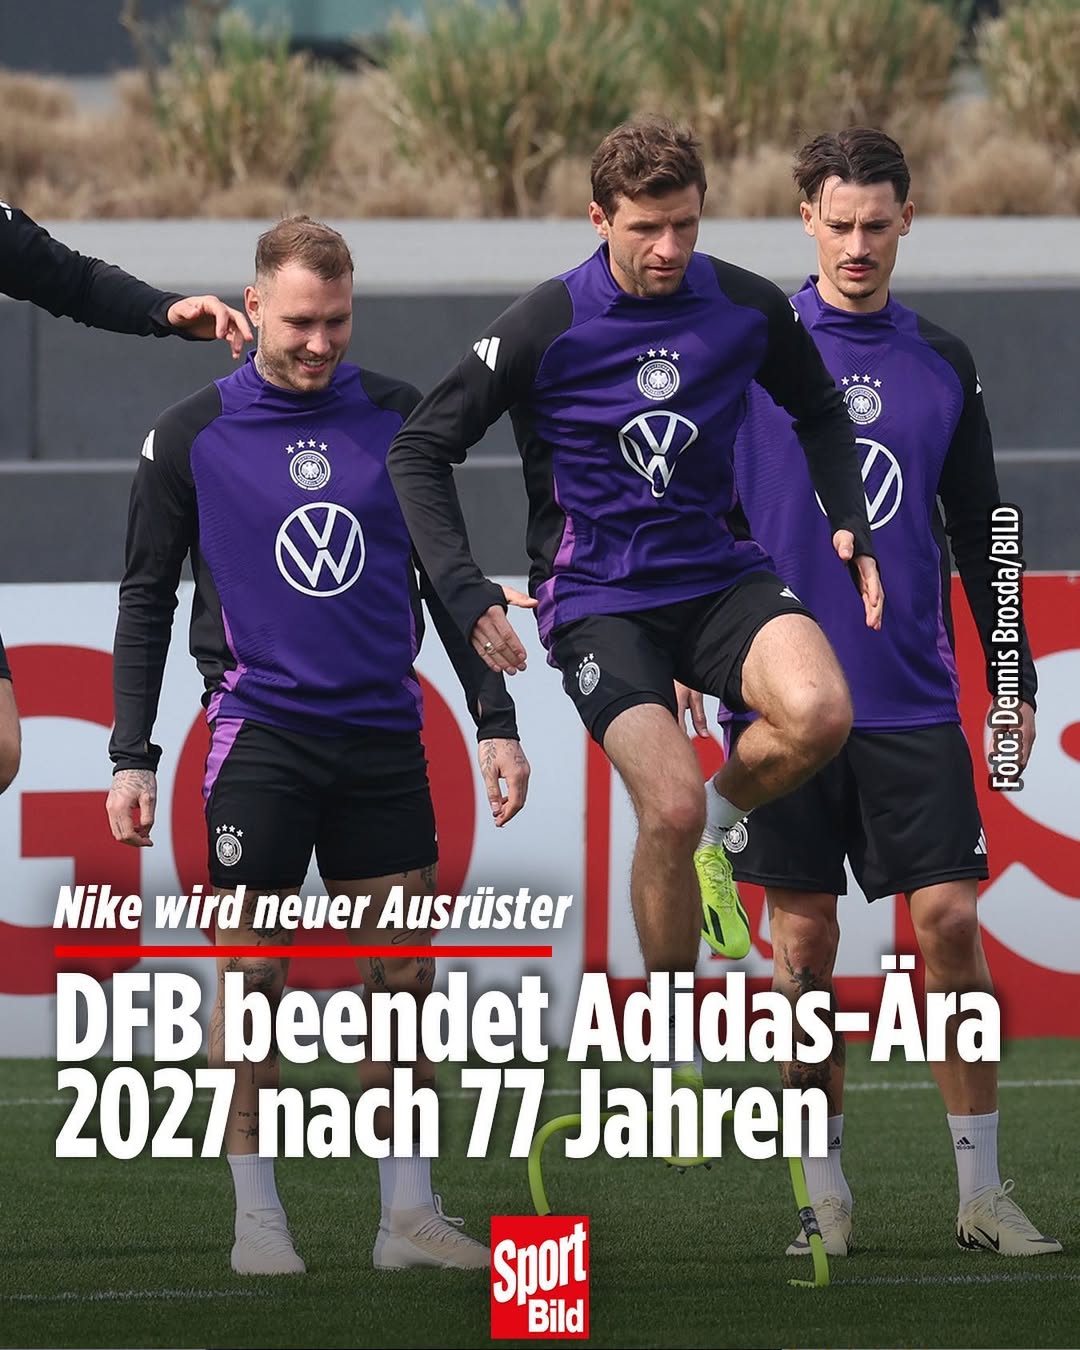 Foto: Dennis Brosda/BILD
Nike wird neuer Ausrüster
DFB beendet Adidas-Ära
2027 nach 77 Jahren
Sport
Bild